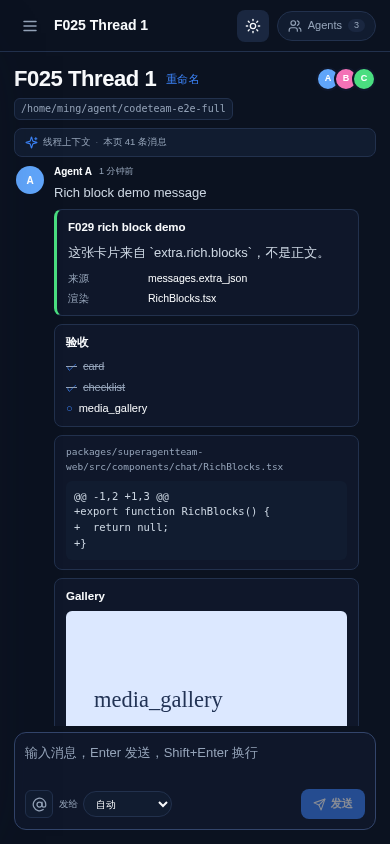 F025 Thread 1
Agents 3
F025 Thread 1 重命名
A B C
/home/ming/agent/codeteam-e2e-full
线程上下文 · 本页 41 条消息
A
Agent A 1 分钟前
Rich block demo message
F029 rich block demo
这张卡片来自 `extra.rich.blocks`，不是正文。
来源 messages.extra_json
渲染 RichBlocks.tsx
验收
card
checklist
media_gallery
packages/superagentteam-
web/src/components/chat/RichBlocks.tsx
@@ -1,2 +1,3 @@
+export function RichBlocks() {
+  return null;
+}
Gallery
media_gallery
输入消息，Enter 发送，Shift+Enter 换行
发给 自动 发送